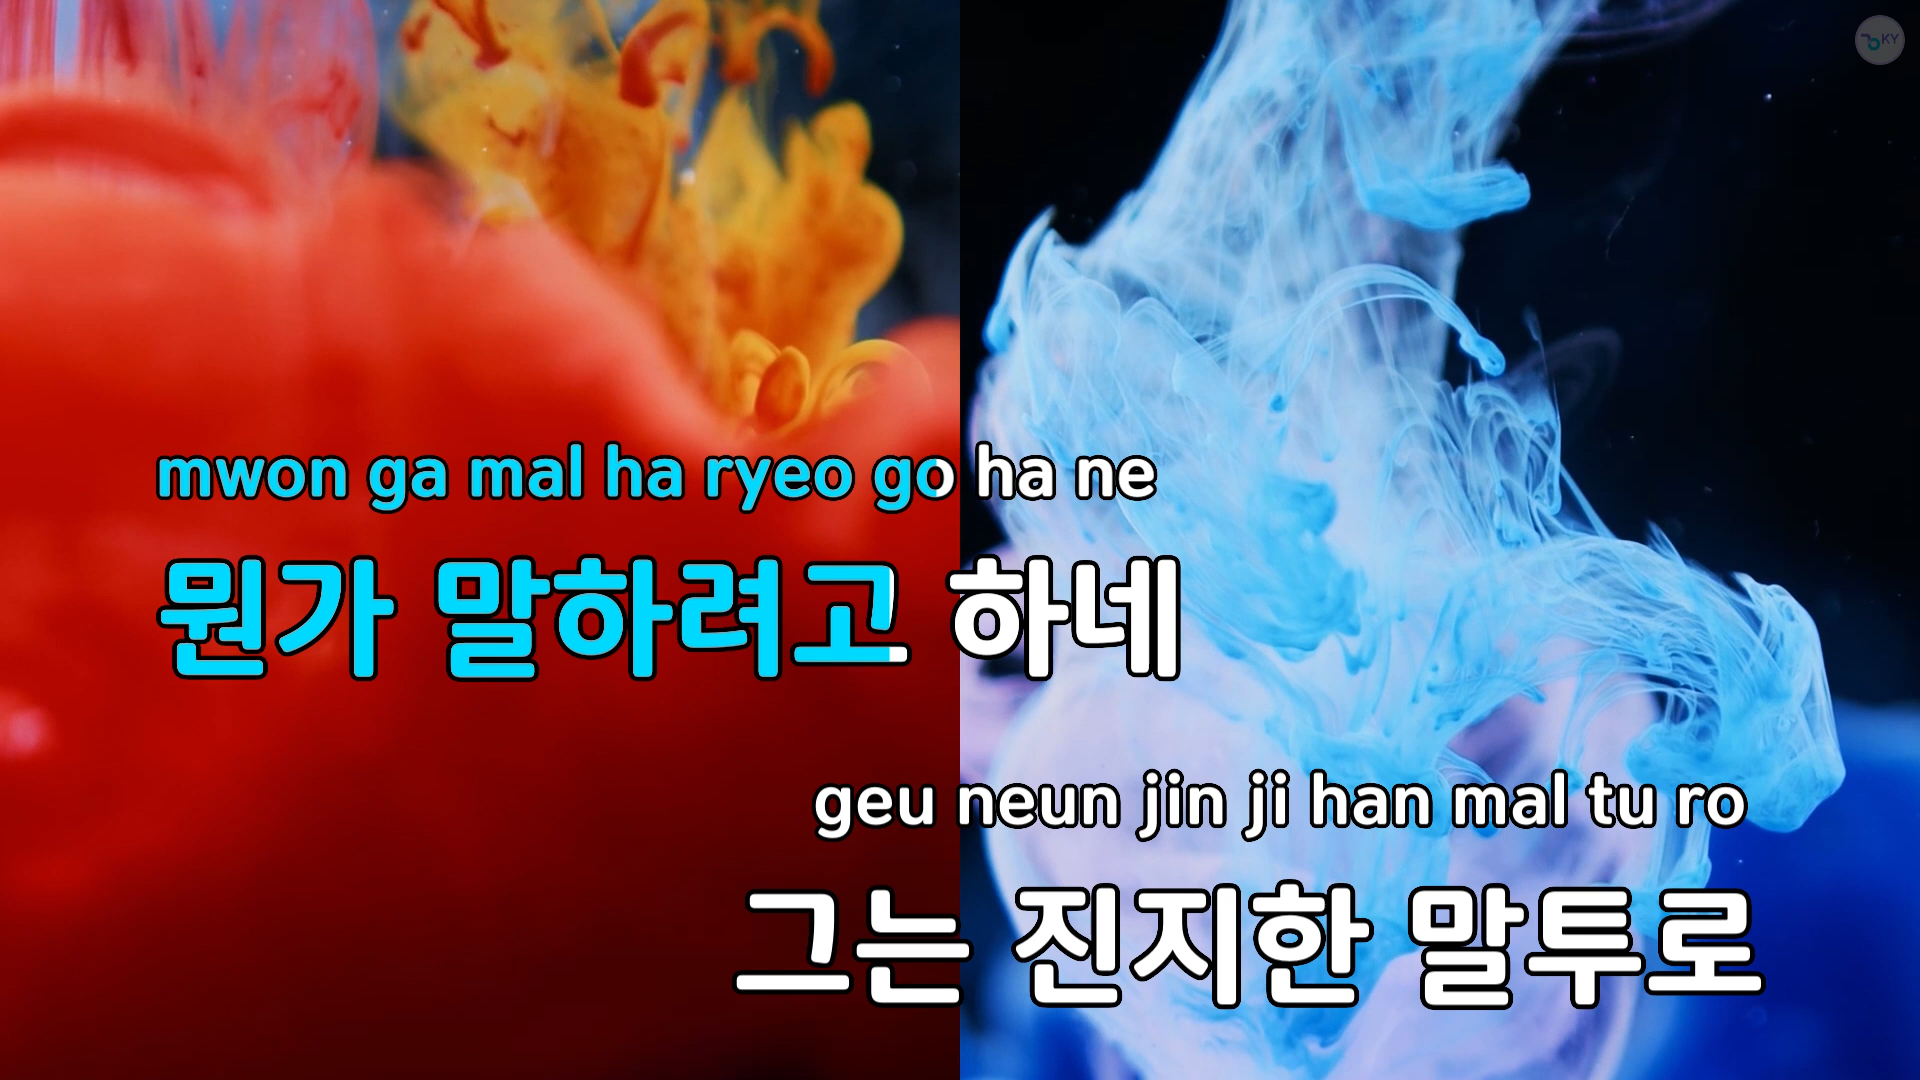 KY
mwon ga mal ha ryeo go ha ne
뭔가 말하려고 하네
geu neun jin ji han mal tu ro
그는 진지한 말투로